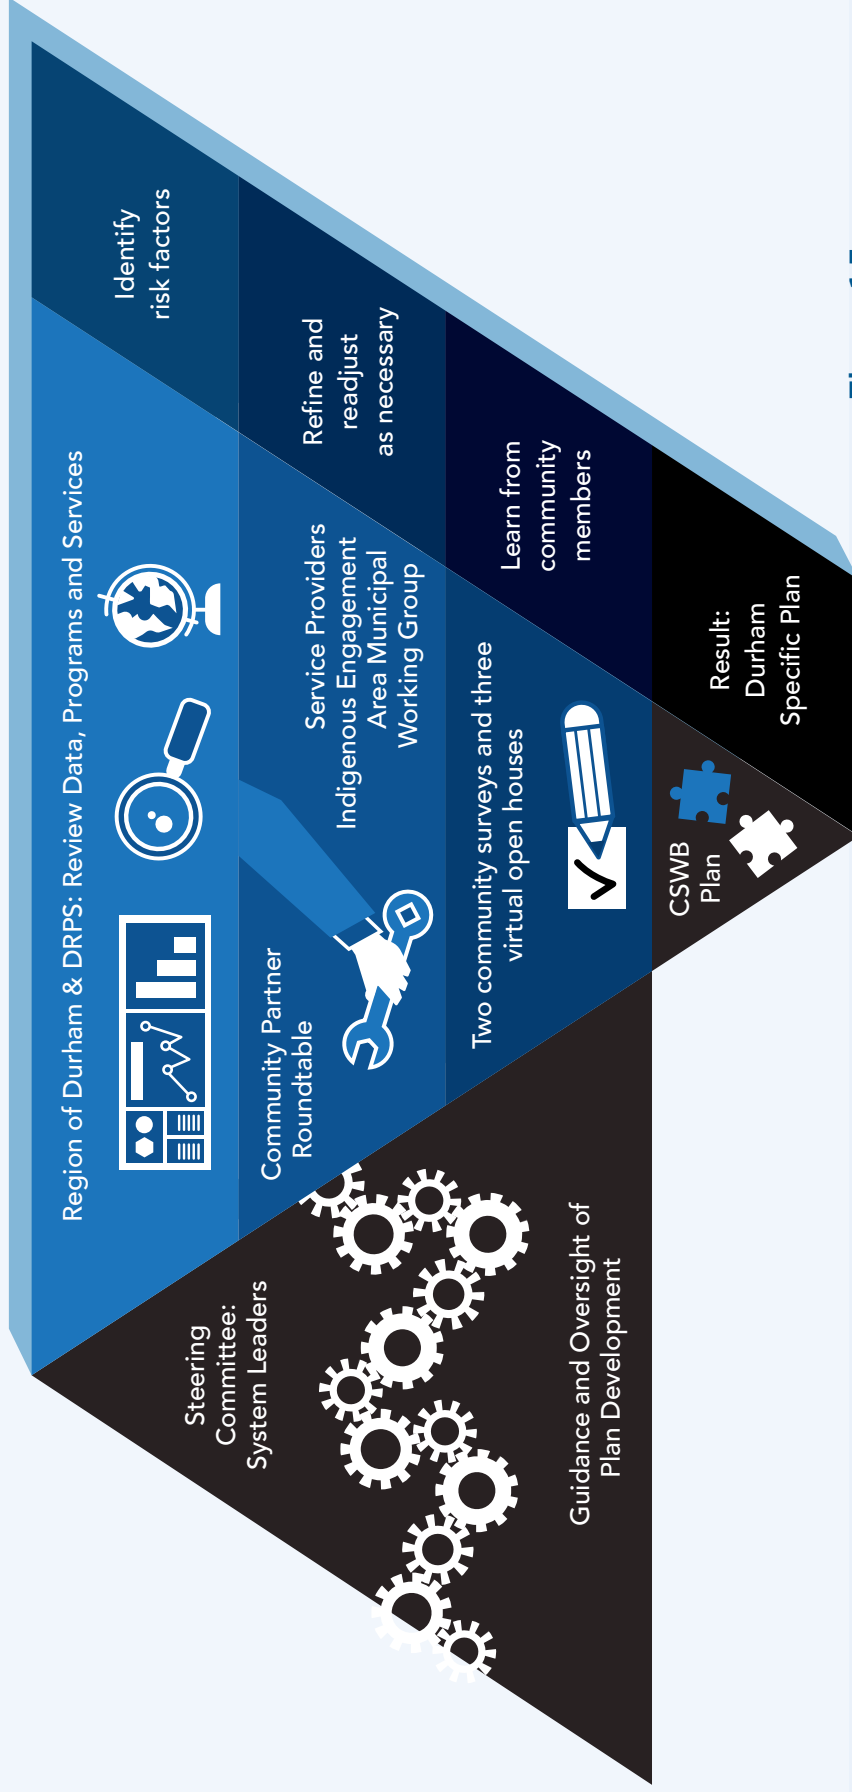 Region of Durham & DRPS: Review Data, Programs and Services
Identify
risk factors
Steering
Committee:
System Leaders
Community Partner
Roundtable
Service Providers
Indigenous Engagement
Area Municipal
Working Group
Refine and
readjust
as necessary
Two community surveys and three
virtual open houses
Learn from
community
members
Guidance and Oversight of
Plan Development
CSWB
Plan
Result:
Durham
Specific Plan